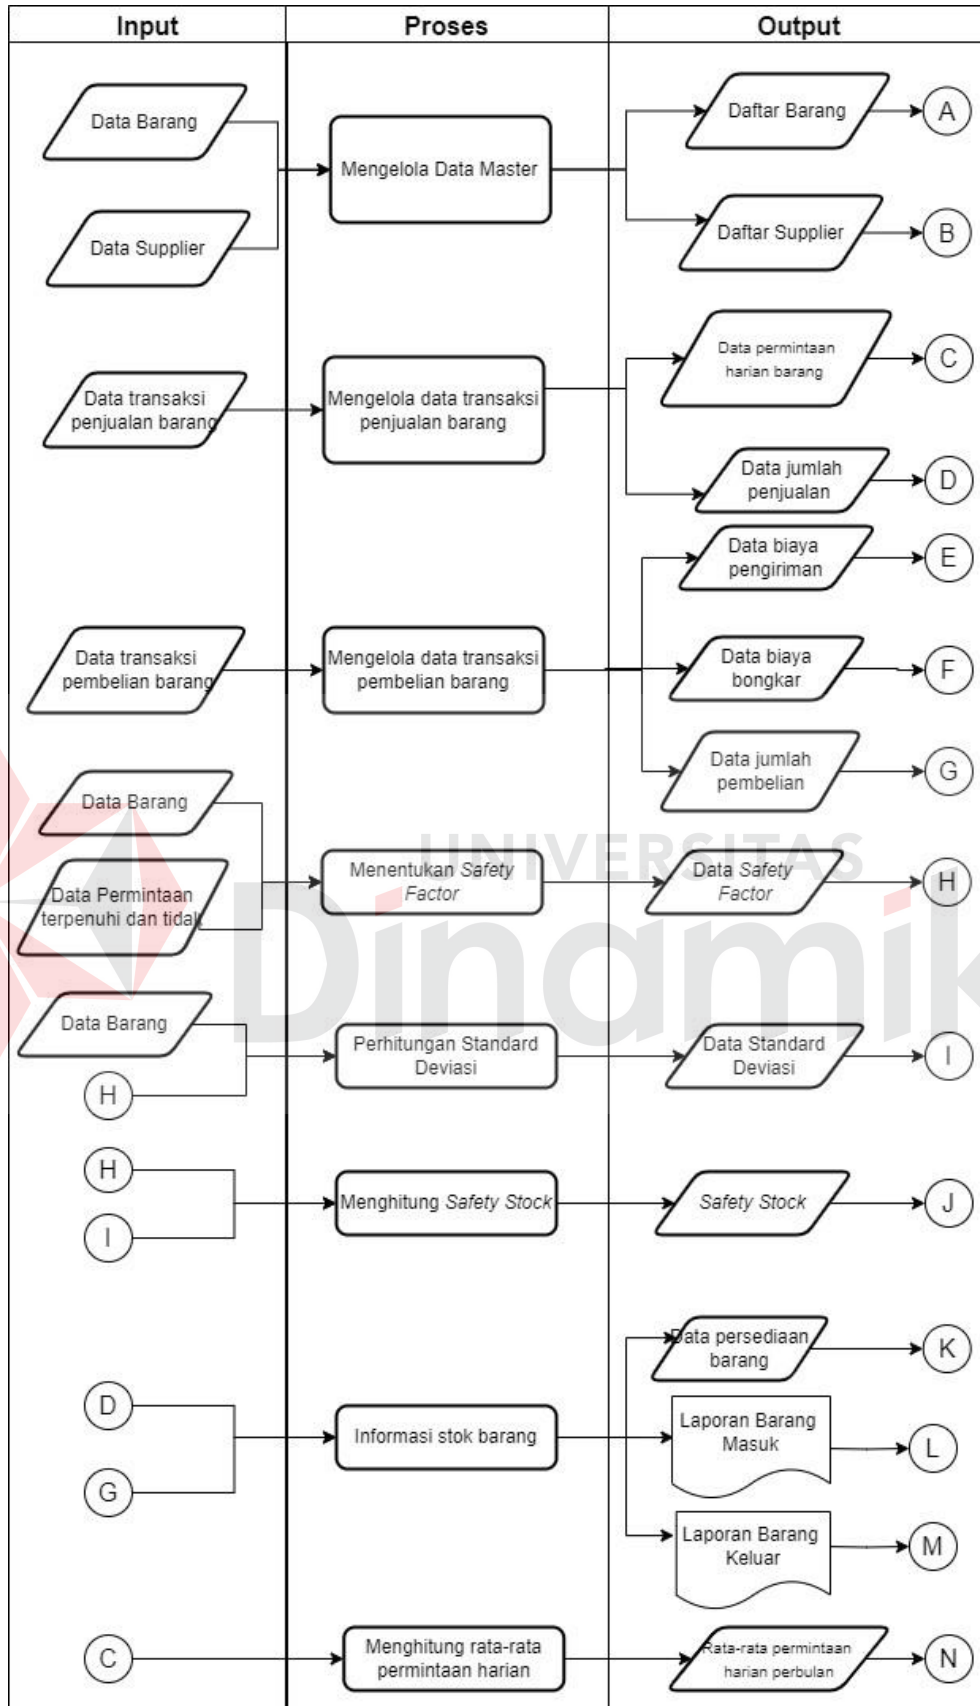 Input
Proses
Output
Data Barang
Data Supplier
Mengelola Data Master
Daftar Barang
A
Daftar Supplier
B
Data transaksi
penjualan barang
Mengelola data transaksi
penjualan barang
Data permintaan
harian barang
C
Data jumlah
penjualan
D
Data transaksi
pembelian barang
Mengelola data transaksi
pembelian barang
Data biaya
pengiriman
E
Data biaya
bongkar
F
Data jumlah
pembelian
G
Data Barang
Data Permintaan
terpenuhi dan tidak
Menentukan Safety
Factor
Data Safety
Factor
H
UNIVERSITAS
Dinamik
Data Barang
H
Perhitungan Standard
Deviasi
Data Standard
Deviasi
I
H
I
Menghitung Safety Stock
Safety Stock
J
D
G
Informasi stok barang
Data persediaan
barang
K
Laporan Barang
Masuk
L
Laporan Barang
Keluar
M
C
Menghitung rata-rata
permintaan harian
Rata-rata permintaan
harian perbulan
N